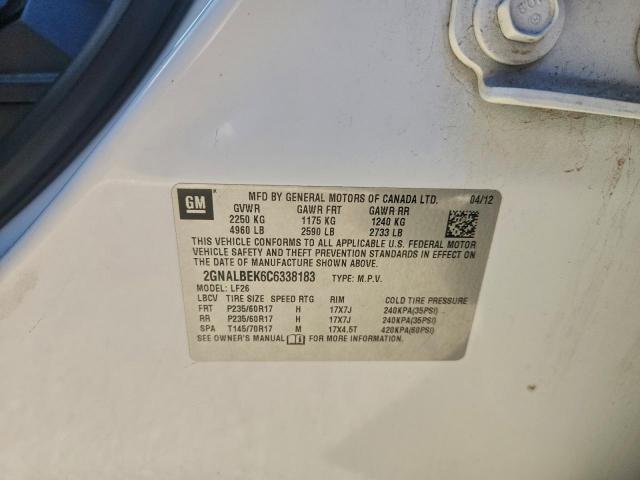 GM
MFD BY GENERAL MOTORS OF CANADA LTD. 04/12
GVWR GAWR FRT GAWR RR
2250 KG 1175 KG 1240 KG
4960 LB 2590 LB 2733 LB
THIS VEHICLE CONFORMS TO ALL APPLICABLE U.S. FEDERAL MOTOR
VEHICLE SAFETY AND THEFT PREVENTION STANDARDS IN EFFECT ON
THE DATE OF MANUFACTURE SHOWN ABOVE.
2GNALBEK6C6338183 TYPE: M.P.V.
MODEL: LF26
LBCV TIRE SIZE SPEED RTG RIM COLD TIRE PRESSURE
FRT P235/60R17 H 17X7J 240KPA(35PSI)
RR P235/60R17 H 17X7J 240KPA(35PSI)
SPA T145/70R17 M 17X4.5T 420KPA(60PSI)
SEE OWNER'S MANUAL FOR MORE INFORMATION.